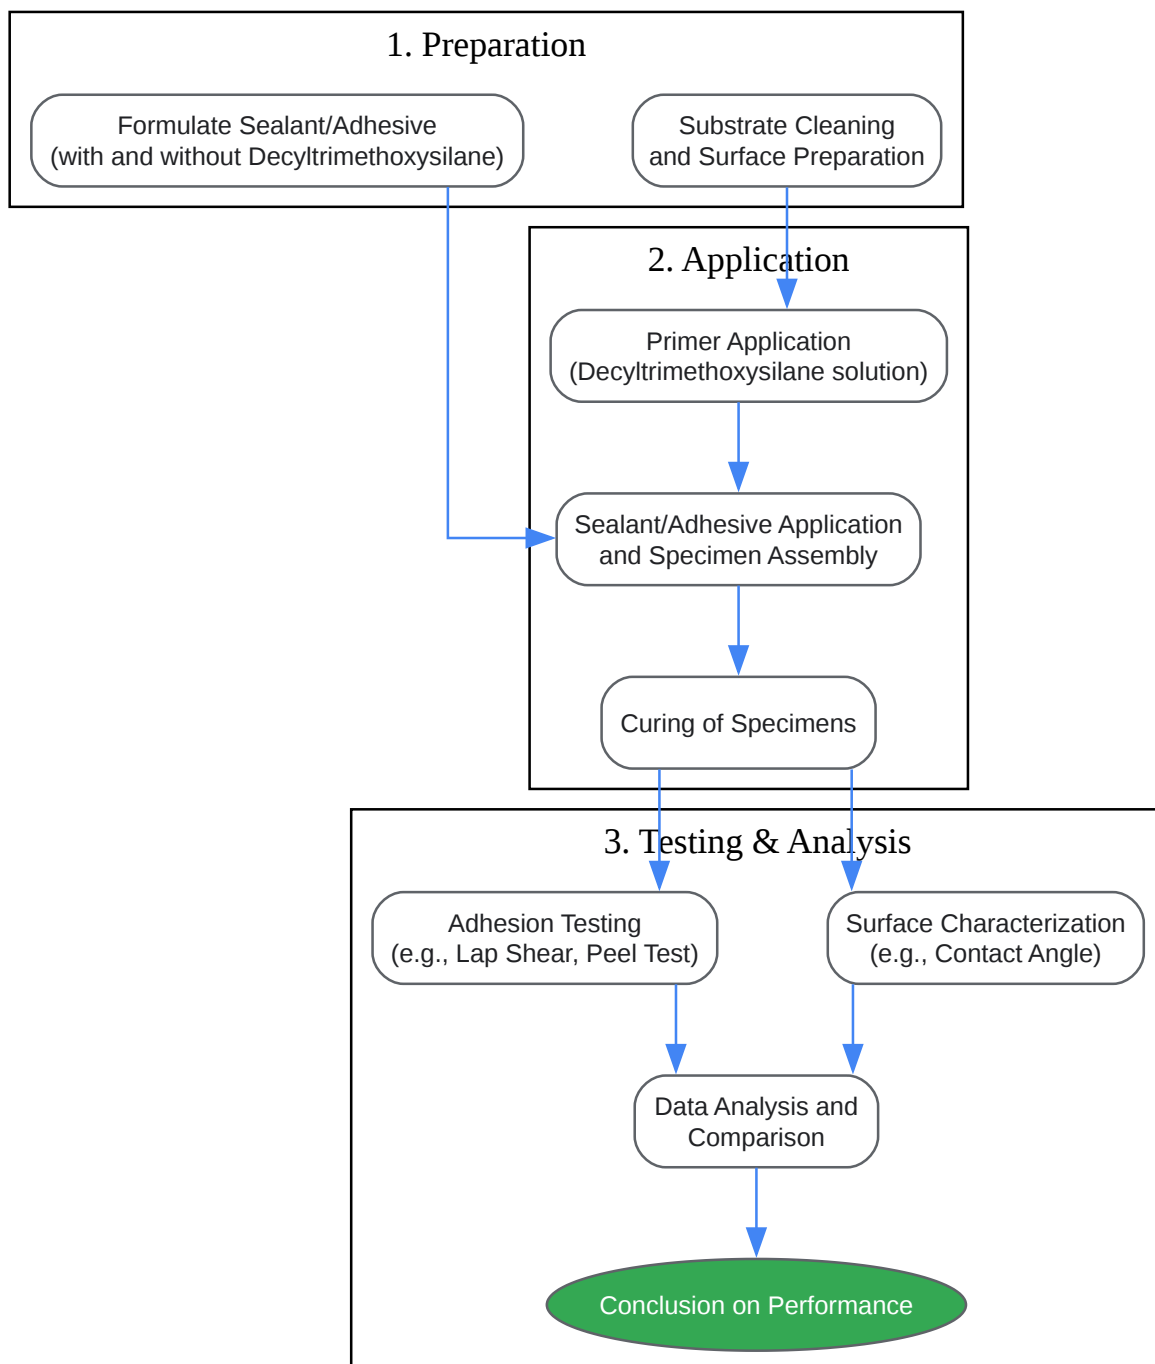 1. Preparation
Formulate Sealant/Adhesive
(with and without Decyltrimethoxysilane)
Substrate Cleaning
and Surface Preparation
2. Application
Primer Application
(Decyltrimethoxysilane solution)
Sealant/Adhesive Application
and Specimen Assembly
Curing of Specimens
3. Testing & Analysis
Adhesion Testing
(e.g., Lap Shear, Peel Test)
Surface Characterization
(e.g., Contact Angle)
Data Analysis and
Comparison
Conclusion on Performance